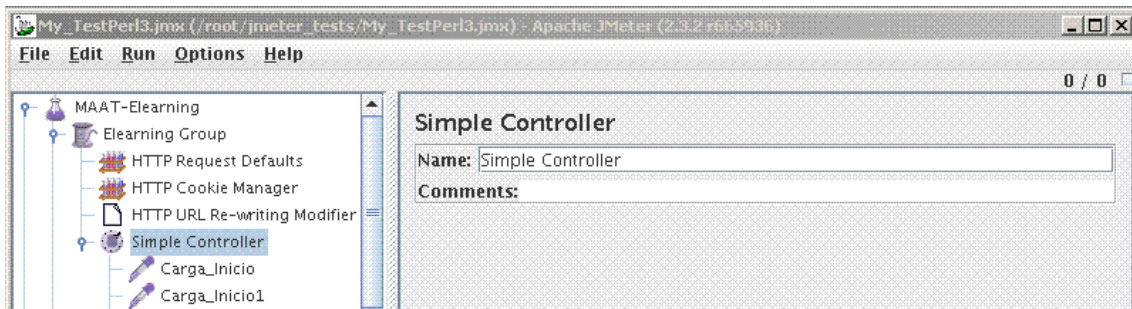 My_TestPerl3.jmx (/root/jmeter_tests/My_TestPerl3.jmx) - Apache JMeter (2.3.2 r665936)
File Edit Run Options Help
0 / 0
MAAT-Elearning
Elearning Group
HTTP Request Defaults
HTTP Cookie Manager
HTTP URL Re-writing Modifier
Simple Controller
Carga_Inicio
Carga_Inicio1
Simple Controller
Name: Simple Controller
Comments: